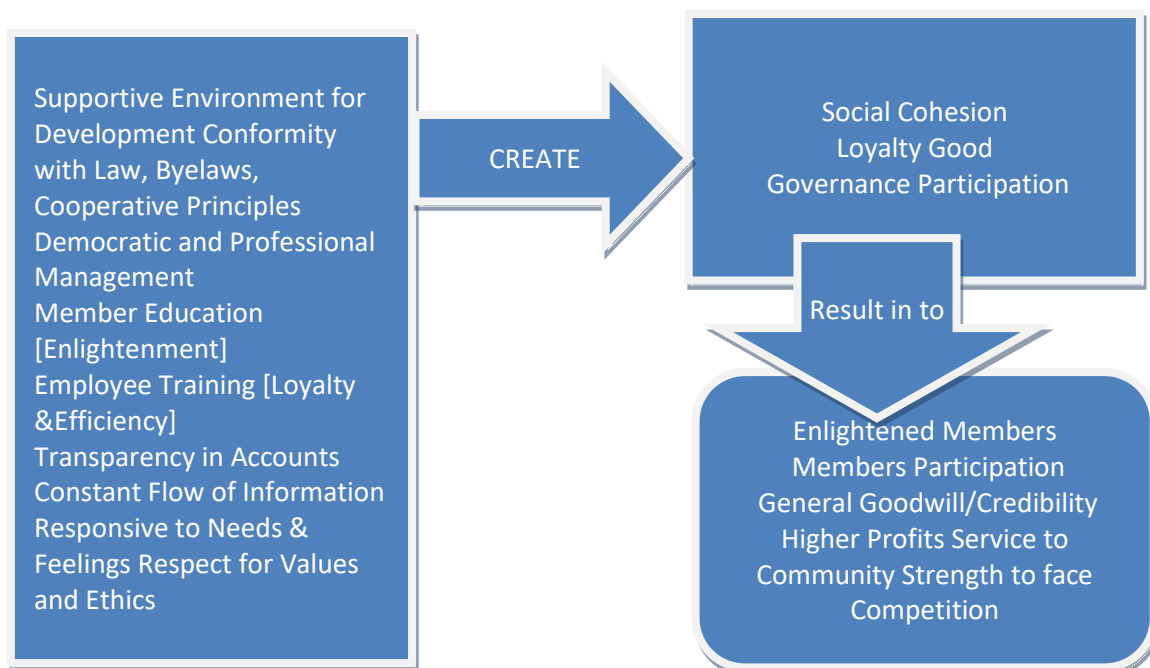 Supportive Environment for
Development Conformity
with Law, Byelaws,
Cooperative Principles
Democratic and Professional
Management
Member Education
[Enlightenment]
Employee Training [Loyalty
&Efficiency]
Transparency in Accounts
Constant Flow of Information
Responsive to Needs &
Feelings Respect for Values
and Ethics
CREATE
Social Cohesion
Loyalty Good
Governance Participation
Result in to
Enlightened Members
Members Participation
General Goodwill/Credibility
Higher Profits Service to
Community Strength to face
Competition